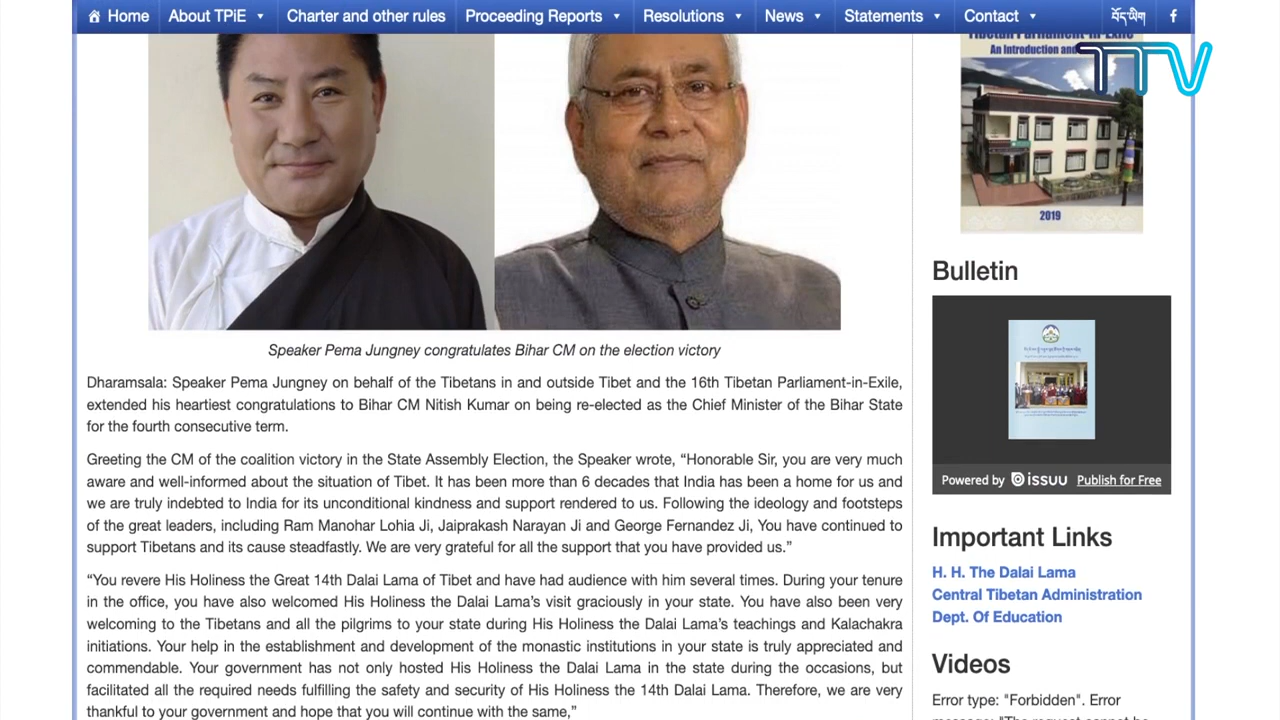 Home
About TPiE
Charter and other rules
Proceeding Reports
Resolutions
News
Statements
Contact
བོད་ཡིག
f
TTV
Tibetan Parliament-in-Exile
An Introduction and
2019
Speaker Pema Jungney congratulates Bihar CM on the election victory
Dharamsala: Speaker Pema Jungney on behalf of the Tibetans in and outside Tibet and the 16th Tibetan Parliament-in-Exile,
extended his heartiest congratulations to Bihar CM Nitish Kumar on being re-elected as the Chief Minister of the Bihar State
for the fourth consecutive term.
Greeting the CM of the coalition victory in the State Assembly Election, the Speaker wrote, “Honorable Sir, you are very much
aware and well-informed about the situation of Tibet. It has been more than 6 decades that India has been a home for us and
we are truly indebted to India for its unconditional kindness and support rendered to us. Following the ideology and footsteps
of the great leaders, including Ram Manohar Lohia Ji, Jaiprakash Narayan Ji and George Fernandez Ji, You have continued to
support Tibetans and its cause steadfastly. We are very grateful for all the support that you have provided us.”
“You revere His Holiness the Great 14th Dalai Lama of Tibet and have had audience with him several times. During your tenure
in the office, you have also welcomed His Holiness the Dalai Lama’s visit graciously in your state. You have also been very
welcoming to the Tibetans and all the pilgrims to your state during His Holiness the Dalai Lama’s teachings and Kalachakra
initiations. Your help in the establishment and development of the monastic institutions in your state is truly appreciated and
commendable. Your government has not only hosted His Holiness the Dalai Lama in the state during the occasions, but
facilitated all the required needs fulfilling the safety and security of His Holiness the 14th Dalai Lama. Therefore, we are very
thankful to your government and hope that you will continue with the same,”
Bulletin
Powered by issuu Publish for Free
Important Links
H. H. The Dalai Lama
Central Tibetan Administration
Dept. Of Education
Videos
Error type: "Forbidden". Error
message: "The request cannot be